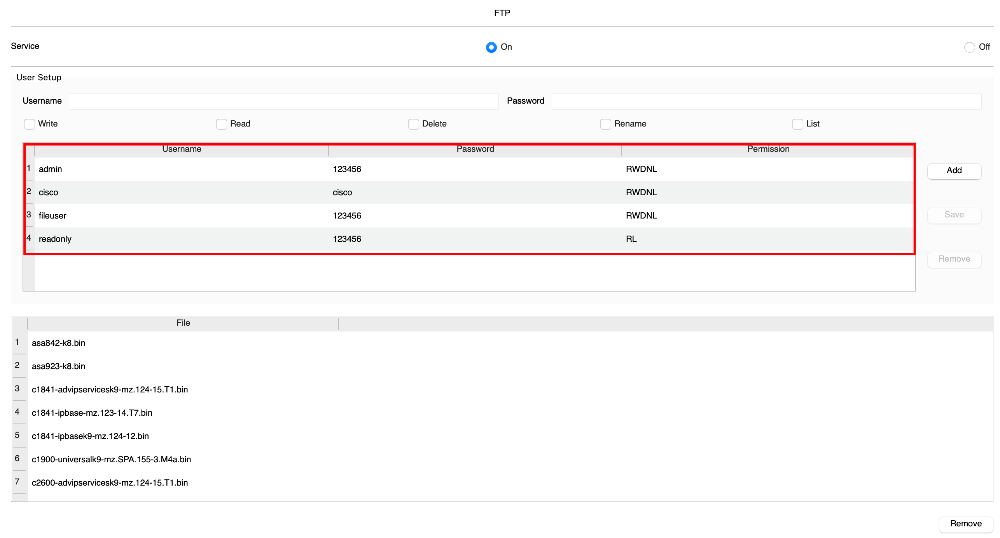 FTP
Service On Off
User Setup
Username Password
Write Read Delete Rename List
Username Password Permission
1 admin 123456 RWDNL
Add
2 cisco cisco RWDNL
3 fileuser 123456 RWDNL
Save
4 readonly 123456 RL
Remove
File
1 asa842-k8.bin
2 asa923-k8.bin
3 c1841-advipservicesk9-mz.124-15.T1.bin
4 c1841-ipbase-mz.123-14.T7.bin
5 c1841-ipbasek9-mz.124-12.bin
6 c1900-universalk9-mz.SPA.155-3.M4a.bin
7 c2600-advipservicesk9-mz.124-15.T1.bin
Remove